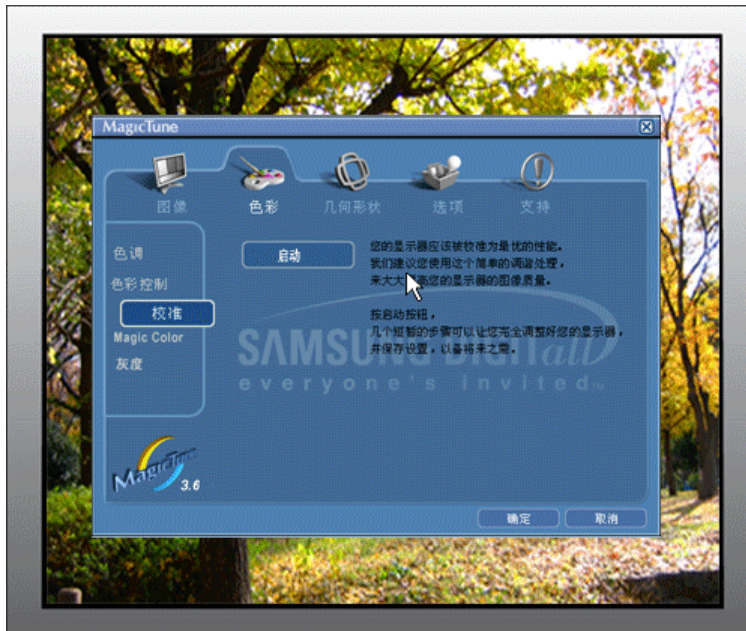 MagicTune
图像
色彩
几何形状
选项
支持
色调
色彩控制
校准
Magic Color
灰度
启动
您的显示器应该被校准为最优的性能。
我们建议您使用这个简单的调谐处理，
来大大 高您的显示器的图像质量。
按启动按钮，
几个短暂的步骤可以让您完全调整好您的显示器，
并保存设置，以备将来之需。
SAMSUNG DIGITall
everyone's invited™
MagicTune
3.6
确定
取消